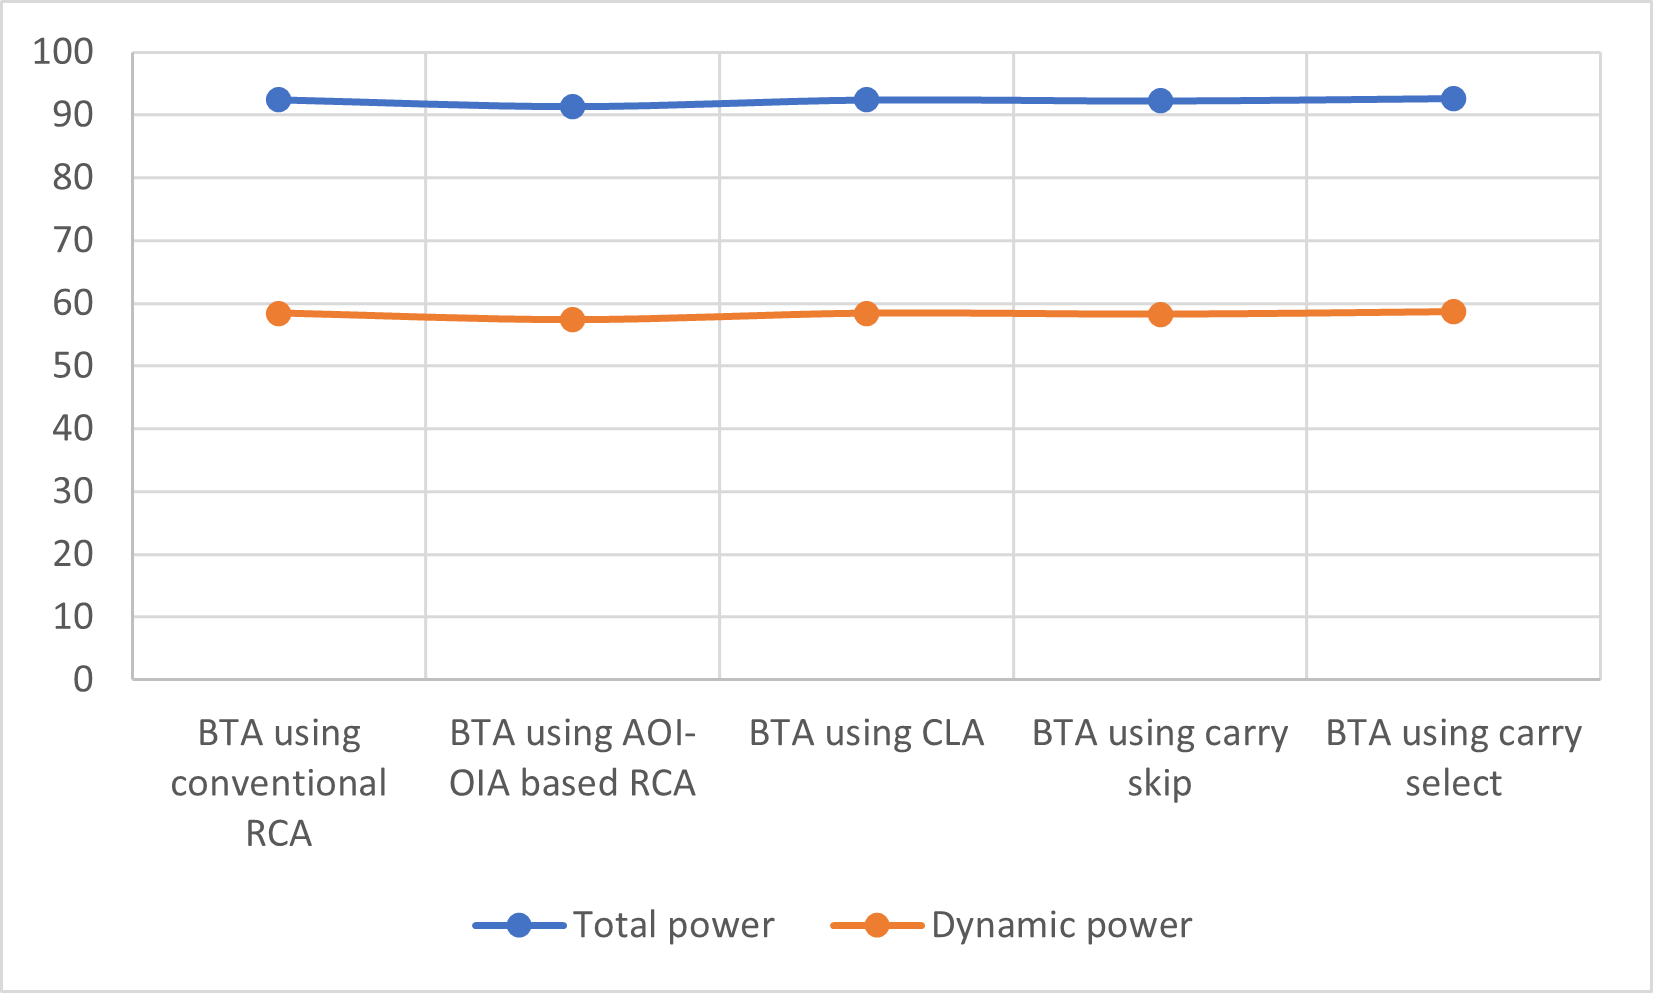 100
90
80
70
60
50
40
30
20
10
0
BTA using
conventional
RCA
BTA using AOI-
OIA based RCA
BTA using CLA
BTA using carry
skip
BTA using carry
select
Total power
Dynamic power